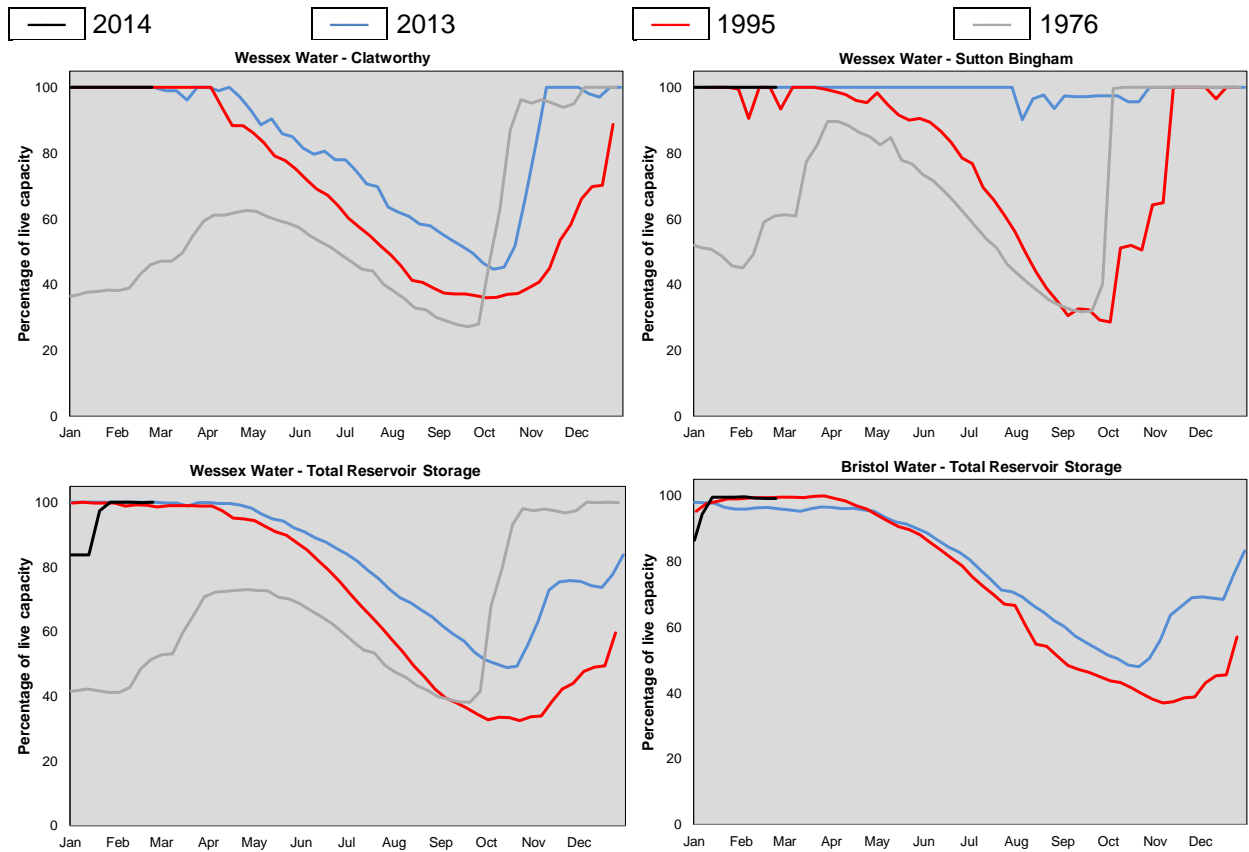 2014 2013 1995 1976
Wessex Water - Clatworthy
Percentage of live capacity
100
80
60
40
20
0
Jan Feb Mar Apr May Jun Jul Aug Sep Oct Nov Dec
Wessex Water - Sutton Bingham
Percentage of live capacity
100
80
60
40
20
0
Jan Feb Mar Apr May Jun Jul Aug Sep Oct Nov Dec
Wessex Water - Total Reservoir Storage
Percentage of live capacity
100
80
60
40
20
0
Jan Feb Mar Apr May Jun Jul Aug Sep Oct Nov Dec
Bristol Water - Total Reservoir Storage
Percentage of live capacity
100
80
60
40
20
0
Jan Feb Mar Apr May Jun Jul Aug Sep Oct Nov Dec